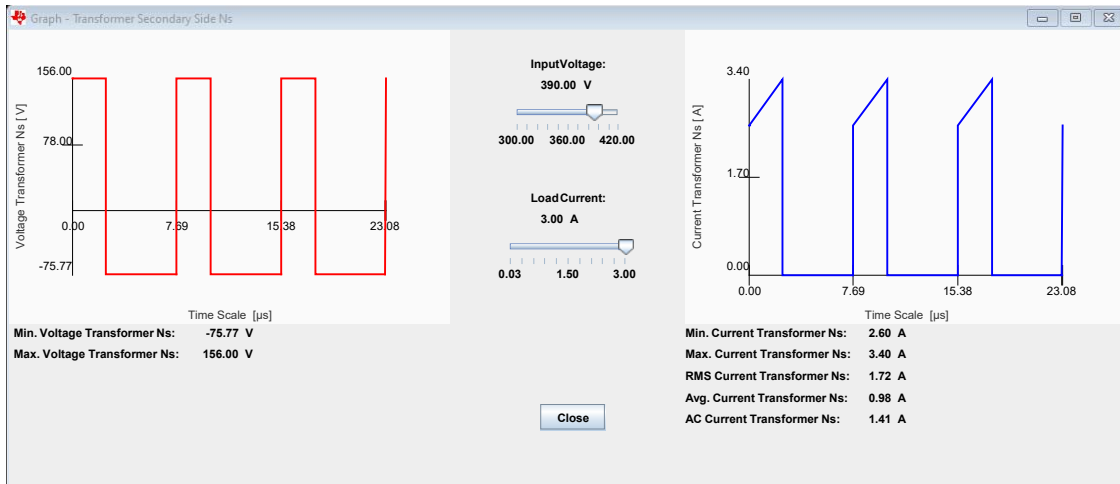 Graph - Transformer Secondary Side Ns
156.00
78.00
-75.77
Voltage Transformer Ns [ V]
0.00 7.69 15.38 23.08
Time Scale [µs]
Min. Voltage Transformer Ns: -75.77 V
Max. Voltage Transformer Ns: 156.00 V
InputVoltage:
390.00 V
300.00 360.00 420.00
LoadCurrent:
3.00 A
0.03 1.50 3.00
Close
3.40
1.70
0.00
Current Transformer Ns [ A]
0.00 7.69 15.38 23.08
Time Scale [µs]
Min. Current Transformer Ns: 2.60 A
Max. Current Transformer Ns: 3.40 A
RMS Current Transformer Ns: 1.72 A
Avg. Current Transformer Ns: 0.98 A
AC Current Transformer Ns: 1.41 A